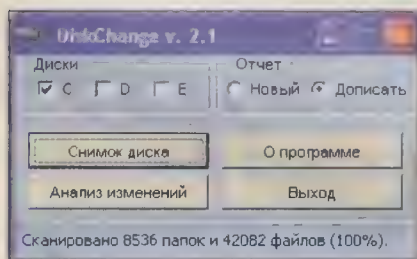 DiskChange v. 2.1
Диски
Отчет
C D E
Новый Дописать
Снимок диска
О программе
Анализ изменений
Выход
Сканировано 8536 папок и 42082 файлов (100%).